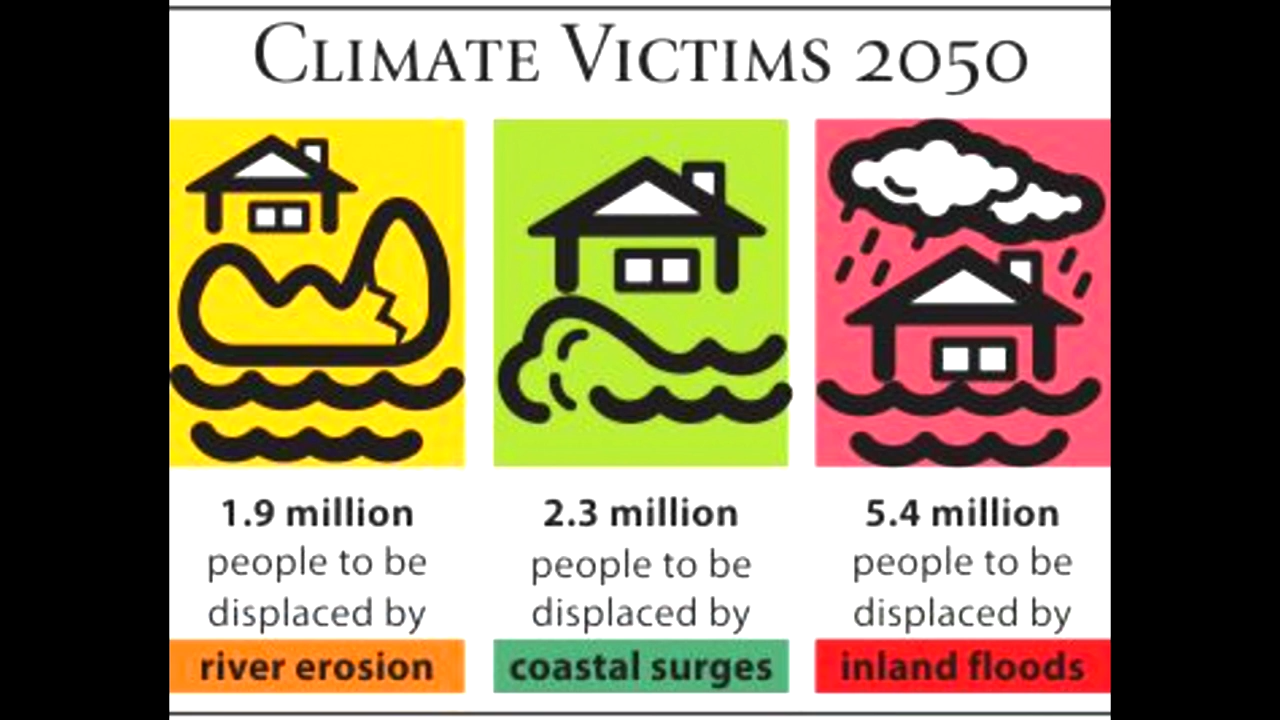 CLIMATE VICTIMS 2050
1.9 million
people to be
displaced by
river erosion
2.3 million
people to be
displaced by
coastal surges
5.4 million
people to be
displaced by
inland floods